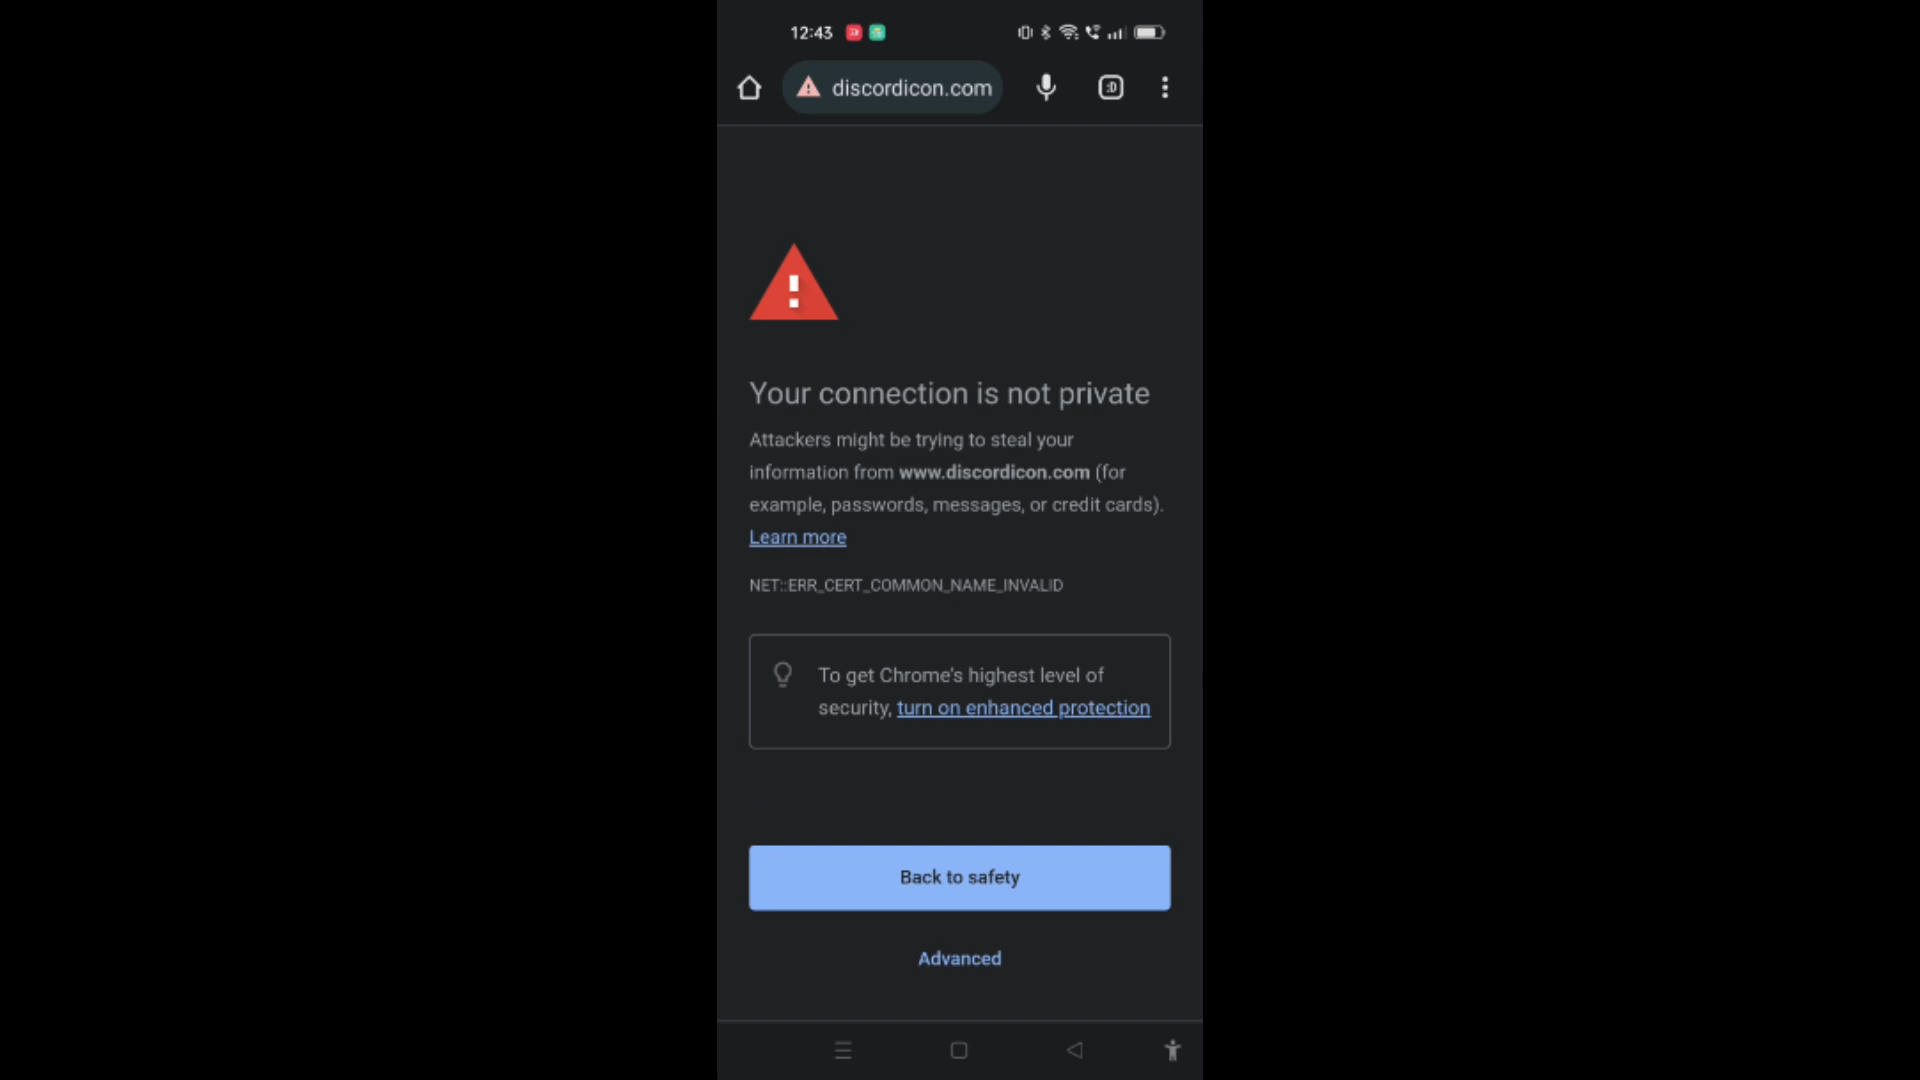 12:43
discordicon.com
:D
Your connection is not private
Attackers might be trying to steal your
information from www.discordicon.com (for
example, passwords, messages, or credit cards).
Learn more
NET::ERR_CERT_COMMON_NAME_INVALID
To get Chrome's highest level of
security, turn on enhanced protection
Back to safety
Advanced